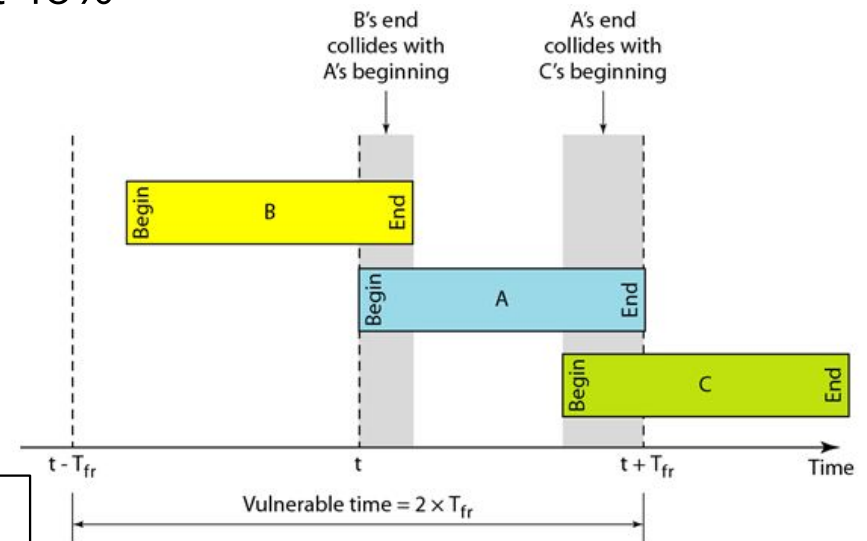 B's end
collides with
A's beginning
A's end
collides with
C's beginning
Begin
B
End
Begin
A
End
Begin
C
End
t - Tfr
t
t + Tfr
Time
Vulnerable time = 2 × Tfr